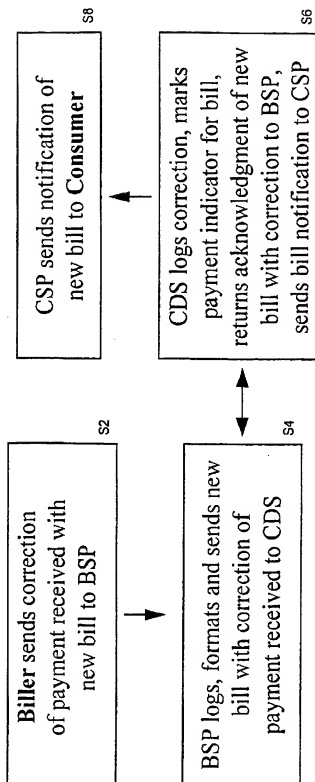 Biller sends correction
of payment received with
new bill to BSP
S2
BSP logs, formats and sends new
bill with correction of
payment received to CDS
S4
CDS logs correction, marks
payment indicator for bill,
returns acknowledgment of new
bill with correction to BSP,
sends bill notification to CSP
S6
CSP sends notification of
new bill to Consumer
S8